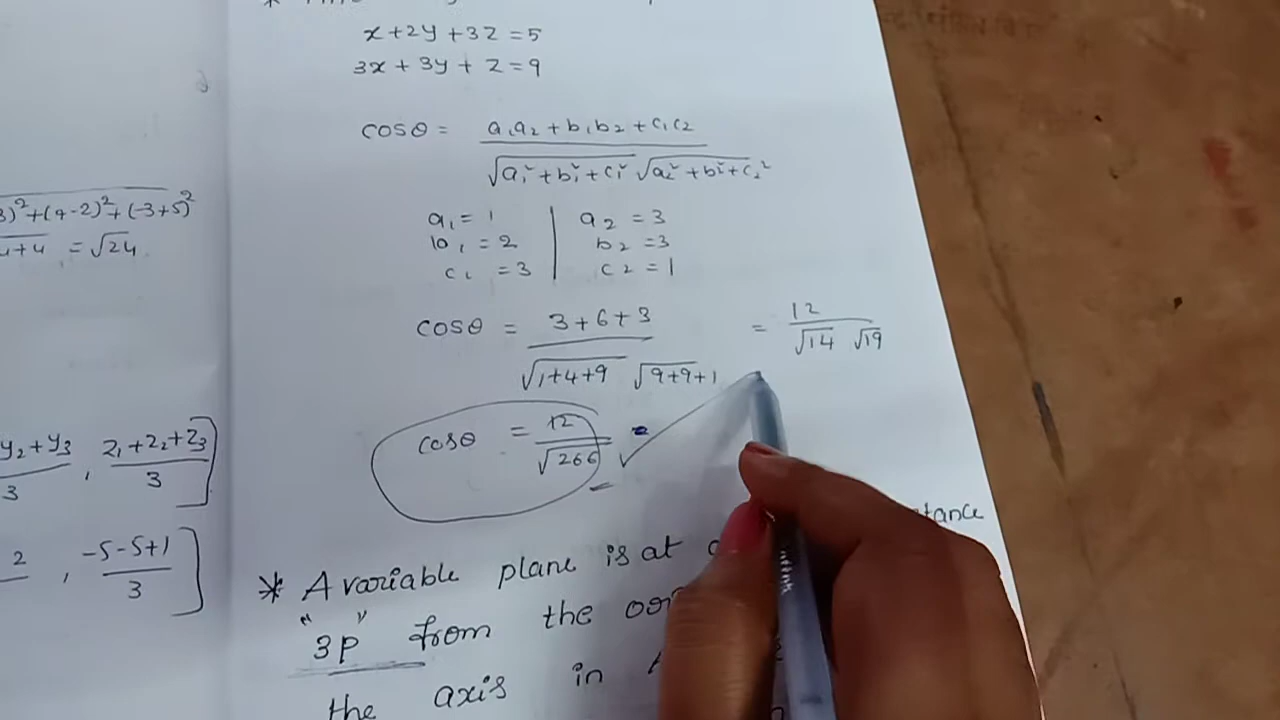 x+2y+3z=5
3x+3y+z=9
cosθ = a₁a₂+b₁b₂+c₁c₂ / √a₁²+b₁²+c₁² √a₂²+b₂²+c₂²
a₁=1 | a₂=3
b₁=2 | b₂=3
c₁=3 | c₂=1
cosθ = 3+6+3 / √1+4+9 √9+9+1 = 12 / √14 √19
cosθ = 12 / √266
* A variable plane is at a tance
"3p" from the
the axis in
3)²+(4-2)²+(-3+5)²
4+4 = √24
y₂+y₃ / 3 , z₁+z₂+z₃ / 3 ]
2 , -5-5+1 / 3 ]